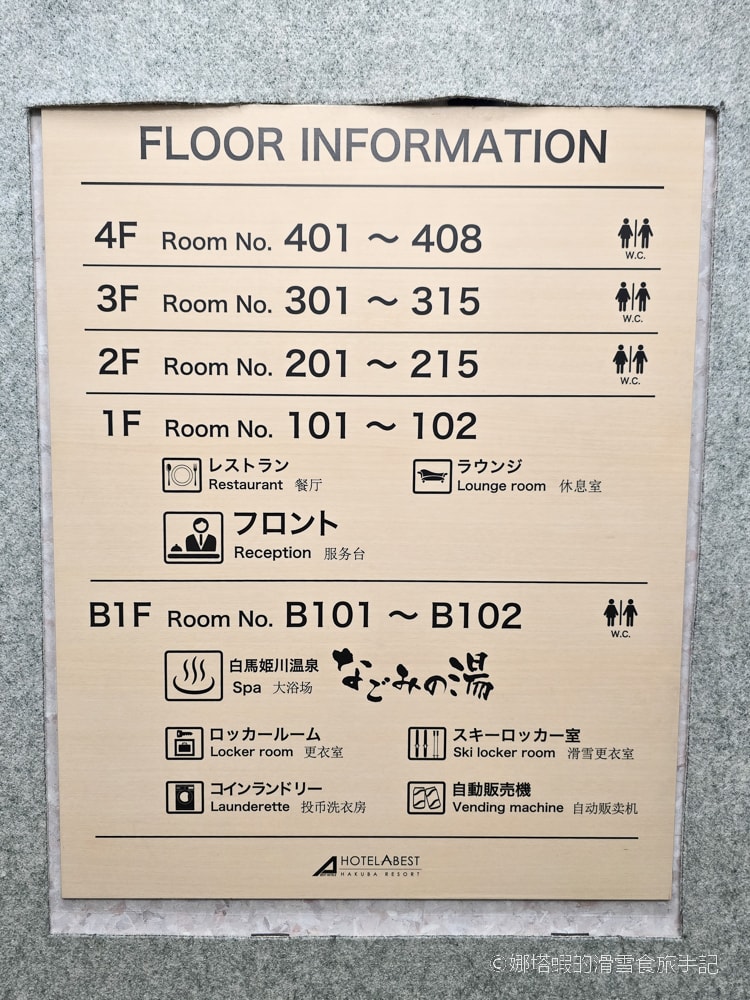 FLOOR INFORMATION
4F Room No. 401 ～ 408
W.C.
3F Room No. 301 ～ 315
W.C.
2F Room No. 201 ～ 215
W.C.
1F Room No. 101 ～ 102
レストラン
Restaurant 餐厅
ラウンジ
Lounge room 休息室
フロント
Reception 服务台
B1F Room No. B101 ～ B102
W.C.
白馬姫川温泉
Spa 大浴场
なごみの湯
ロッカールーム
Locker room 更衣室
スキーロッカー室
Ski locker room 滑雪更衣室
コインランドリー
Launderette 投币洗衣房
自動販売機
Vending machine 自动贩卖机
HOTEL ABEST
HAKUBA RESORT
© 娜塔蝦的滑雪食旅手記